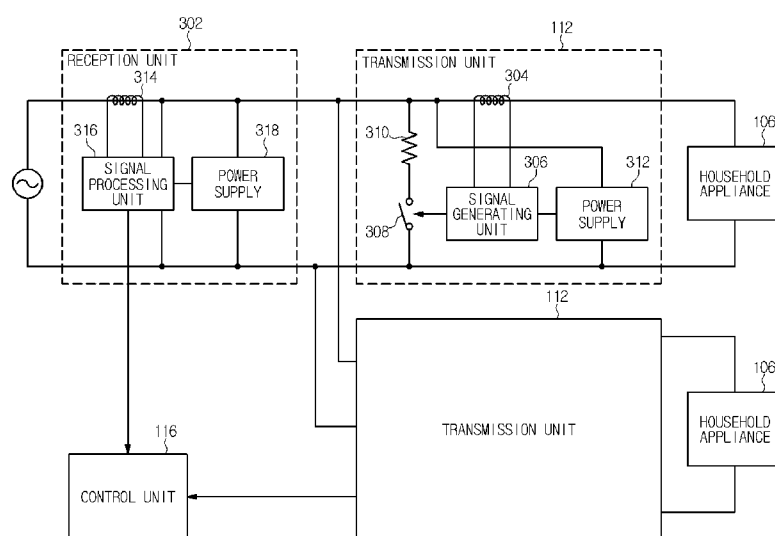 302
112
RECEPTION UNIT
TRANSMISSION UNIT
314
304
316
318
310
306
312
106
SIGNAL
PROCESSING
UNIT
POWER
SUPPLY
308
SIGNAL
GENERATING
UNIT
POWER
SUPPLY
HOUSEHOLD
APPLIANCE
112
106
TRANSMISSION UNIT
HOUSEHOLD
APPLIANCE
116
CONTROL UNIT